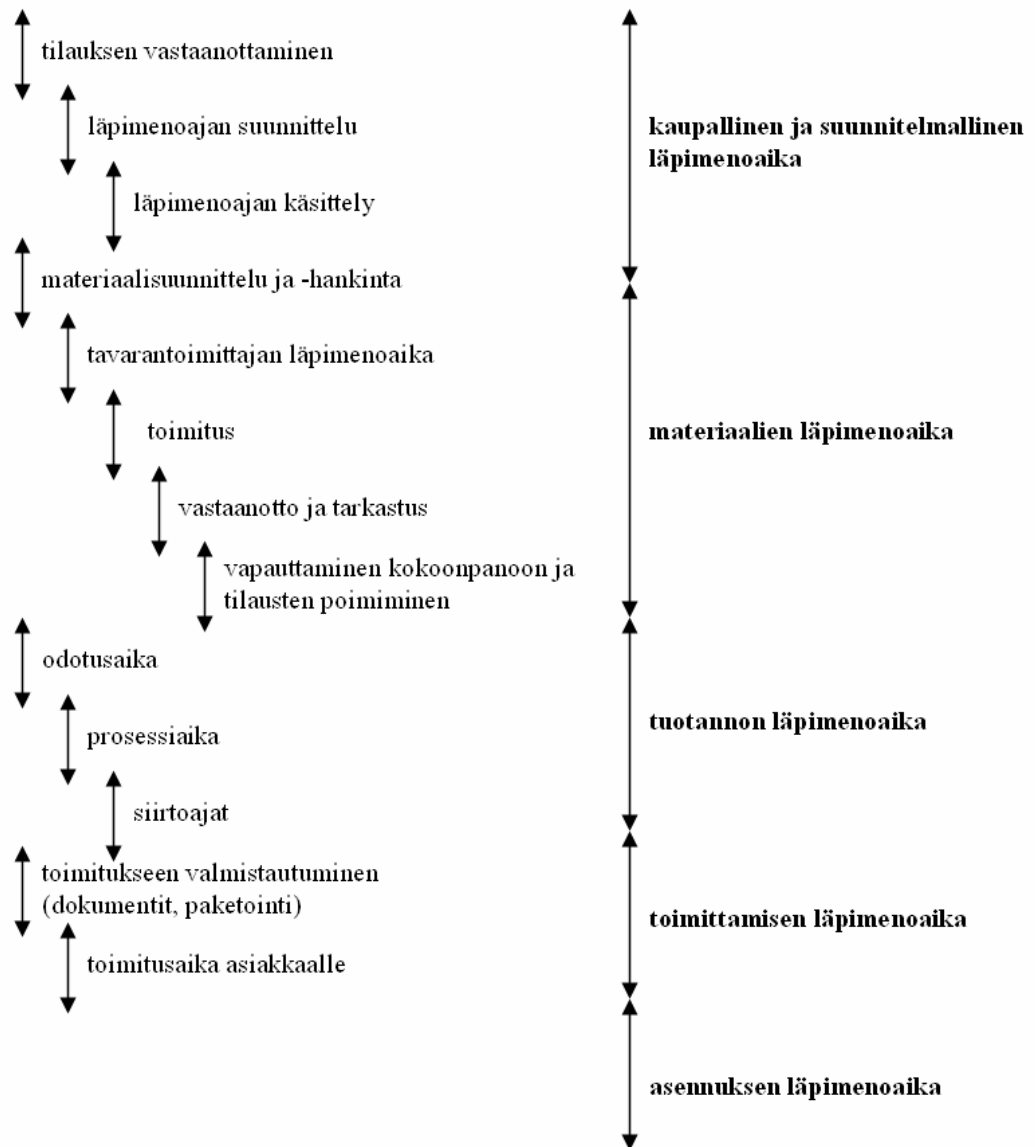 tilauksen vastaanottaminen
läpimenoajan suunnittelu
läpimenoajan käsittely
kaupallinen ja suunnitelmallinen
läpimenoaika
materiaalisuunnittelu ja -hankinta
tavarantoimittajan läpimenoaika
toimitus
vastaanotto ja tarkastus
vapauttaminen kokoonpanoon ja
tilausten poimiminen
materiaalien läpimenoaika
odotusaika
prosessiaika
siirtoajat
tuotannon läpimenoaika
toimitukseen valmistautuminen
(dokumentit, paketointi)
toimitusaika asiakkaalle
toimittamisen läpimenoaika
asennuksen läpimenoaika